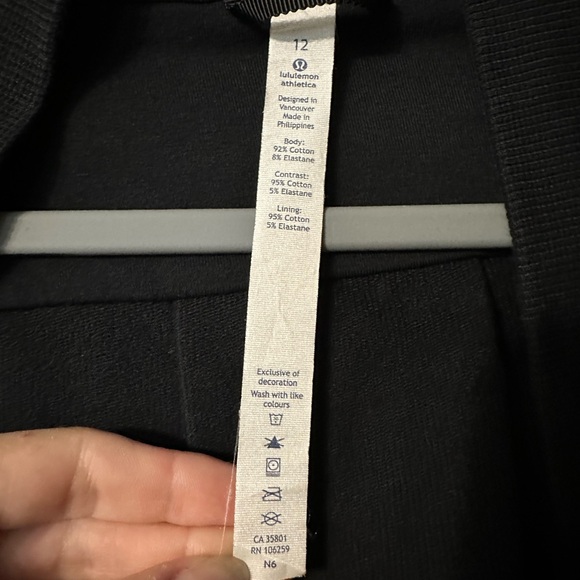 12
lululemon
athletica
Designed in
Vancouver
Made in
Philippines
Body:
92% Cotton
8% Elastane
Contrast:
95% Cotton
5% Elastane
Lining:
95% Cotton
5% Elastane
Exclusive of
decoration
Wash with like
colours
CA 35801
RN 106259
N6